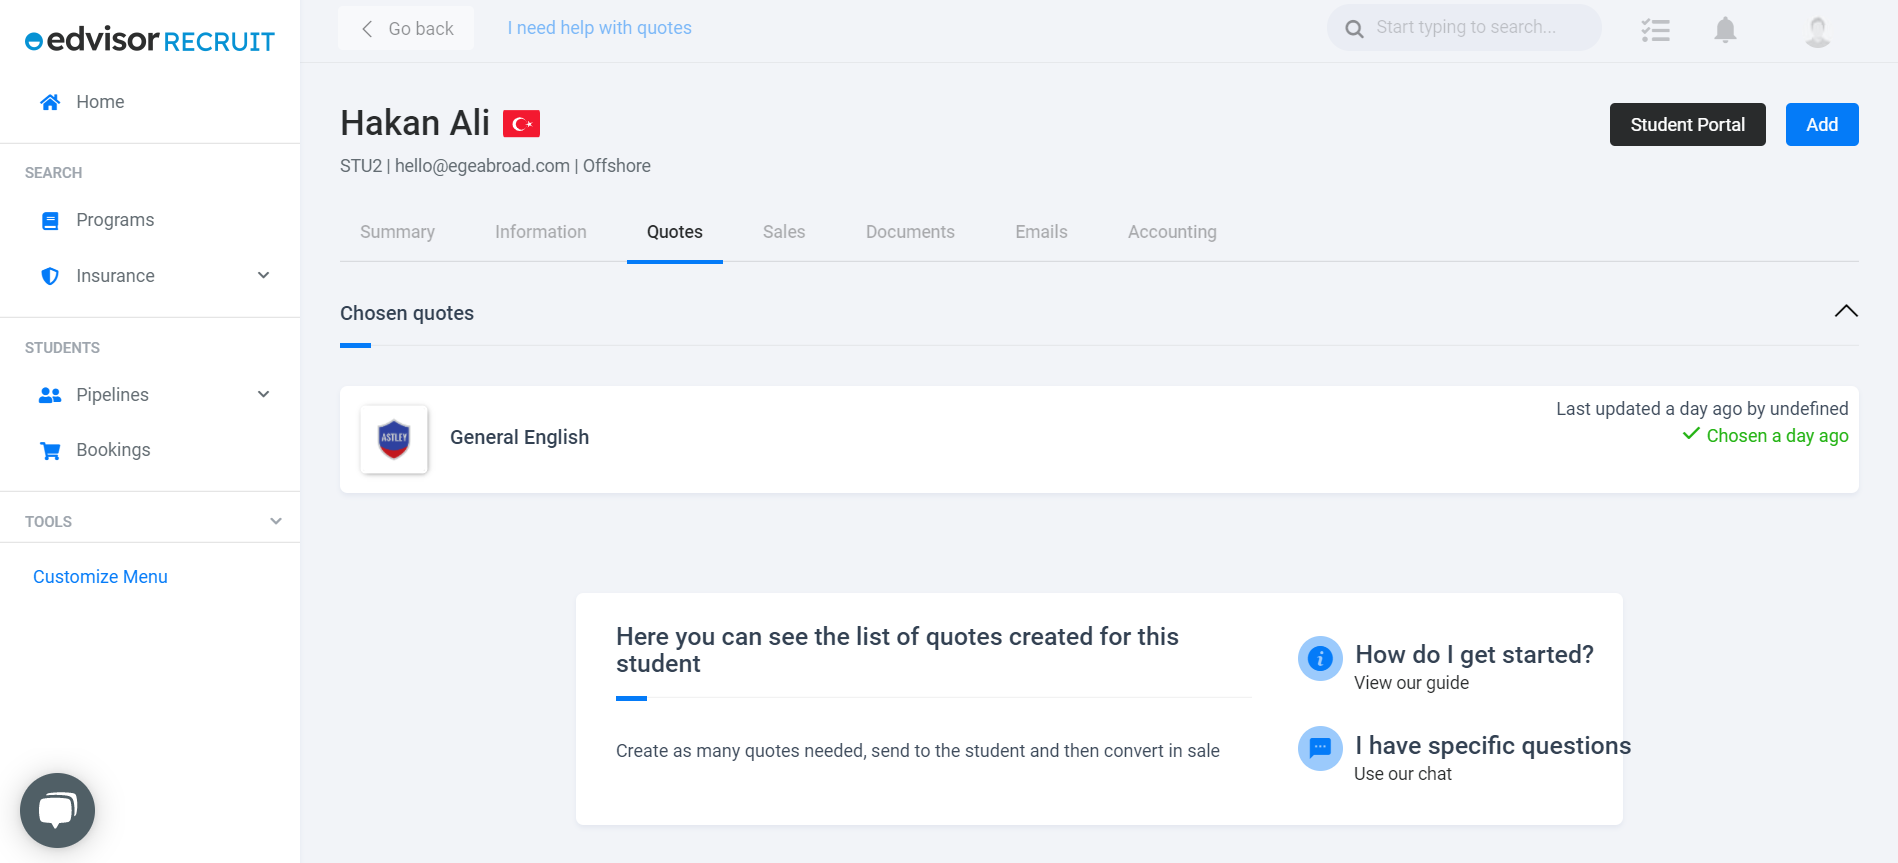 edvisor RECRUIT
Home
SEARCH
Programs
Insurance
STUDENTS
Pipelines
Bookings
TOOLS
Customize Menu
Go back
I need help with quotes
Start typing to search...
Hakan Ali
STU2 | hello@egeabroad.com | Offshore
Student Portal
Add
Summary
Information
Quotes
Sales
Documents
Emails
Accounting
Chosen quotes
ASTLEY
General English
Last updated a day ago by undefined
Chosen a day ago
Here you can see the list of quotes created for this
student
Create as many quotes needed, send to the student and then convert in sale
How do I get started?
View our guide
I have specific questions
Use our chat